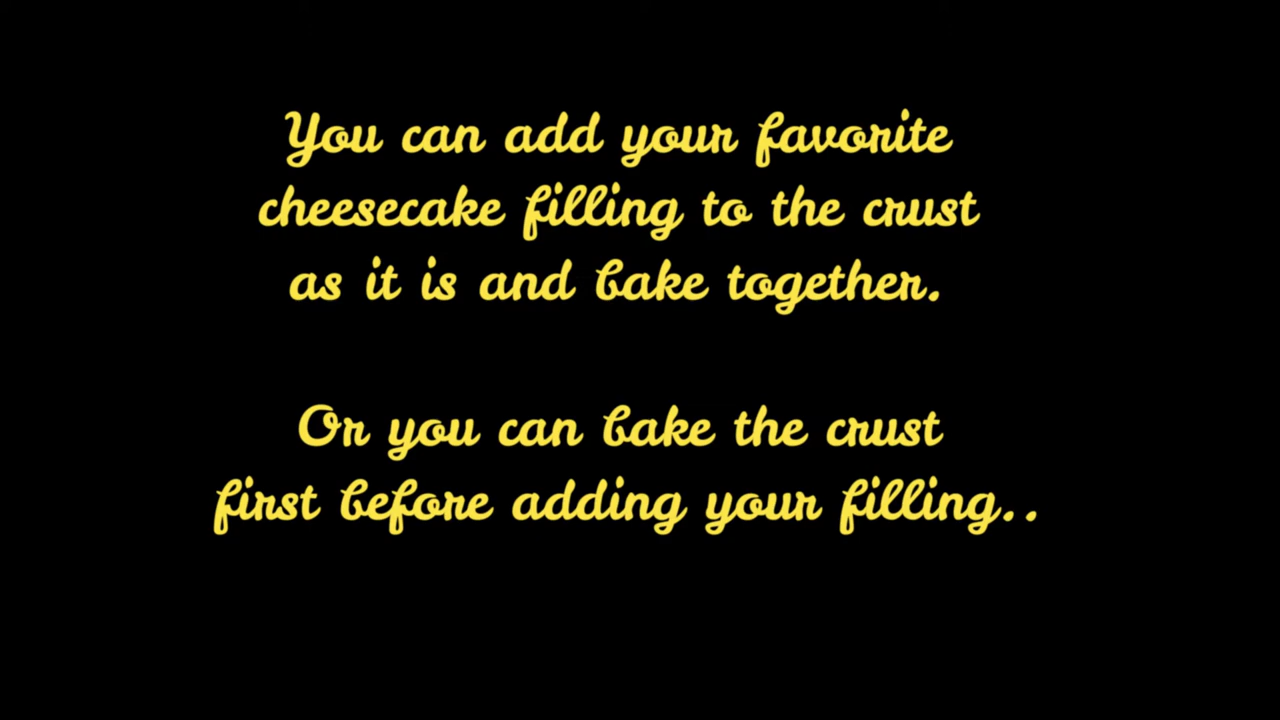 You can add your favorite
cheesecake filling to the crust
as it is and bake together.
Or you can bake the crust
first before adding your filling..